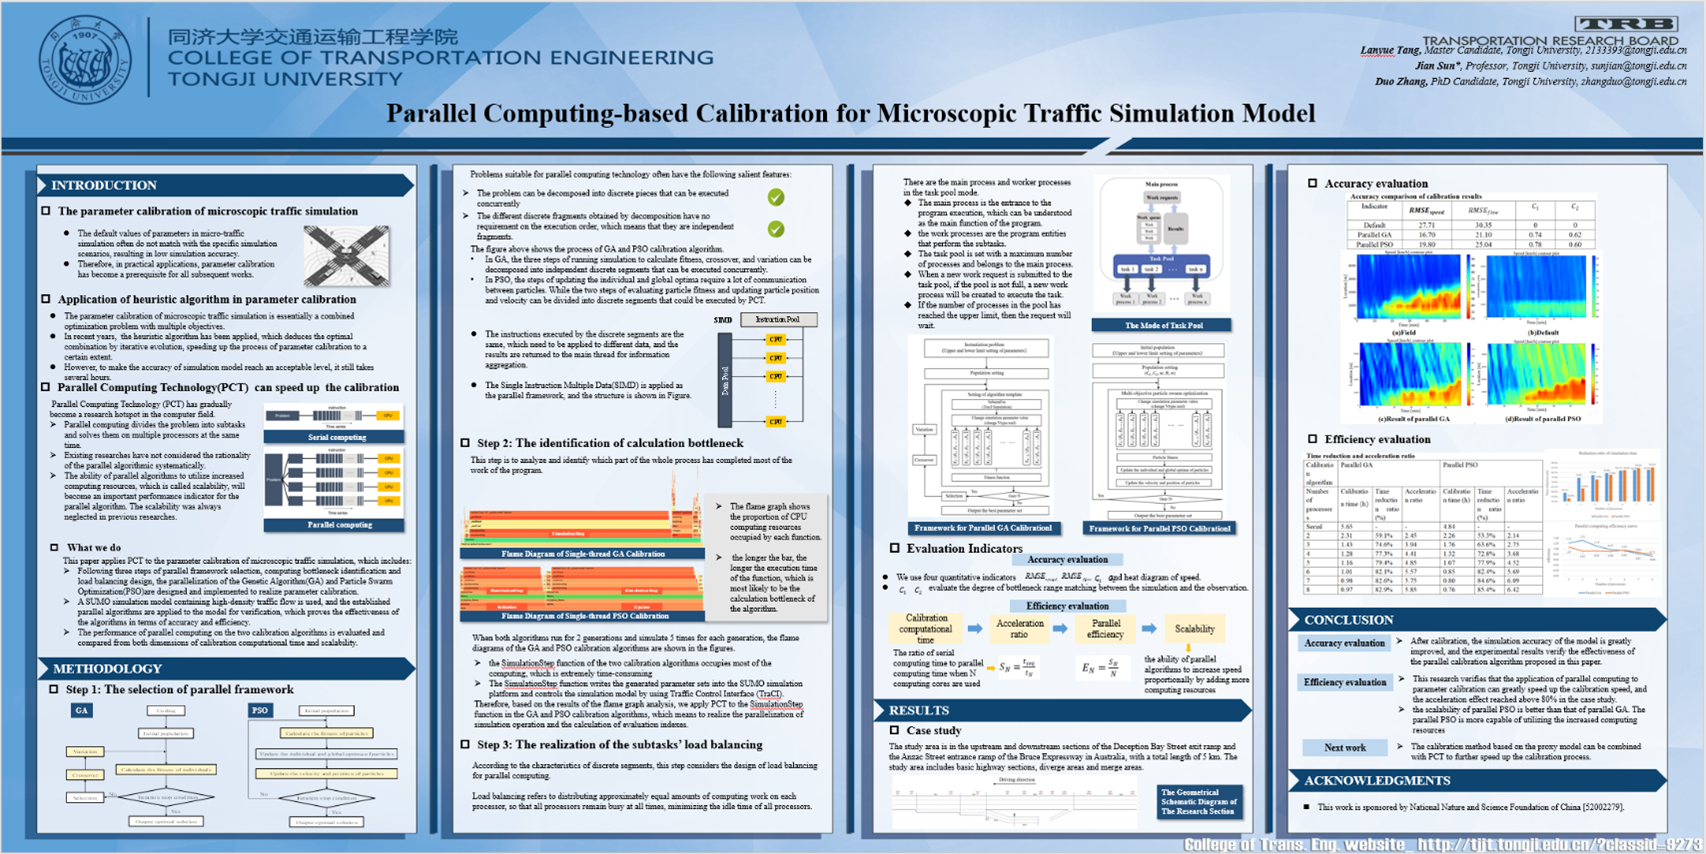 同济大学交通运输工程学院
COLLEGE OF TRANSPORTATION ENGINEERING
TONGJI UNIVERSITY
1907
TRB
TRANSPORTATION RESEARCH BOARD
Lanyue Tang, Master Candidate, Tongji University, 2133393@tongji.edu.cn
Jian Sun*, Professor, Tongji University, sunjian@tongji.edu.cn
Duo Zhang, PhD Candidate, Tongji University, zhangduo@tongji.edu.cn
Parallel Computing-based Calibration for Microscopic Traffic Simulation Model
INTRODUCTION
The parameter calibration of microscopic traffic simulation
The default values of parameters in micro-traffic
simulation often do not match with the specific simulation
scenarios, resulting in low simulation accuracy.
Therefore, in practical applications, parameter calibration
has become a prerequisite for all subsequent works.
Application of heuristic algorithm in parameter calibration
The parameter calibration of microscopic traffic simulation is essentially a combined
optimization problem with multiple objectives.
In recent years, the heuristic algorithm has been applied, which deduces the optimal
combination by iterative evolution, speeding up the process of parameter calibration to a
certain extent.
However, to make the accuracy of simulation model reach an acceptable level, it still takes
several hours.
Parallel Computing Technology(PCT) can speed up the calibration
Parallel Computing Technology (PCT) has gradually
become a research hotspot in the computer field.
Parallel computing divides the problem into subtasks
and solves them on multiple processors at the same
time.
Existing researches have not considered the rationality
of the parallel algorithmic systematically.
The ability of parallel algorithms to utilize increased
computing resources, which is called scalability, will
become an important performance indicator for the
parallel algorithm. The scalability was always
neglected in previous researches.
Serial computing
Parallel computing
What we do
This paper applies PCT to the parameter calibration of microscopic traffic simulation, which includes:
Following three steps of parallel framework selection, computing bottleneck identification and
load balancing design, the parallelization of the Genetic Algorithm(GA) and Particle Swarm
Optimization(PSO)are designed and implemented to realize parameter calibration.
A SUMO simulation model containing high-density traffic flow is used, and the established
parallel algorithms are applied to the model for verification, which proves the effectiveness of
the algorithms in terms of accuracy and efficiency.
The performance of parallel computing on the two calibration algorithms is evaluated and
compared from both dimensions of calibration computational time and scalability.
METHODOLOGY
Step 1: The selection of parallel framework
GA
PSO
Problems suitable for parallel computing technology often have the following salient features:
The problem can be decomposed into discrete pieces that can be executed
concurrently
The different discrete fragments obtained by decomposition have no
requirement on the execution order, which means that they are independent
fragments.
The figure above shows the process of GA and PSO calibration algorithm.
In GA, the three steps of running simulation to calculate fitness, crossover, and variation can be
decomposed into independent discrete segments that can be executed concurrently.
In PSO, the steps of updating the individual and global optima require a lot of communication
between particles. While the two steps of evaluating particle fitness and updating particle position
and velocity can be divided into discrete segments that could be executed by PCT.
The instructions executed by the discrete segments are the
same, which need to be applied to different data, and the
results are returned to the main thread for information
aggregation.
The Single Instruction Multiple Data(SIMD) is applied as
the parallel framework, and the structure is shown in Figure.
SIMD
Instruction Pool
Data Pool
CPU
CPU
CPU
CPU
Step 2: The identification of calculation bottleneck
This step is to analyze and identify which part of the whole process has completed most of the
work of the program.
Flame Diagram of Single-thread GA Calibration
Flame Diagram of Single-thread PSO Calibration
The flame graph shows
the proportion of CPU
computing resources
occupied by each function.
the longer the bar, the
longer the execution time
of the function, which is
most likely to be the
calculation bottleneck of
the algorithm.
When both algorithms run for 2 generations and simulate 5 times for each generation, the flame
diagrams of the GA and PSO calibration algorithms are shown in the figures.
the SimulationStep function of the two calibration algorithms occupies most of the
computing, which is extremely time-consuming
The SimulationStep function writes the generated parameter sets into the SUMO simulation
platform and controls the simulation model by using Traffic Control Interface (TraCI).
Therefore, based on the results of the flame graph analysis, we apply PCT to the SimulationStep
function in the GA and PSO calibration algorithms, which means to realize the parallelization of
simulation operation and the calculation of evaluation indexes.
Step 3: The realization of the subtasks' load balancing
According to the characteristics of discrete segments, this step considers the design of load balancing
for parallel computing.
Load balancing refers to distributing approximately equal amounts of computing work on each
processor, so that all processors remain busy at all times, minimizing the idle time of all processors.
There are the main process and worker processes
in the task pool mode.
The main process is the entrance to the
program execution, which can be understood
as the main function of the program.
the work processes are the program entities
that perform the subtasks.
The task pool is set with a maximum number
of processes and belongs to the main process.
When a new work request is submitted to the
task pool, if the pool is not full, a new work
process will be created to execute the task.
If the number of processes in the pool has
reached the upper limit, then the request will
wait.
Main process
Work requests
Work queue
Results
Task Pool
task 1 task 2 ... task n
Work process 1
Work process 2
Work process n
The Mode of Task Pool
Framework for Parallel GA Calibration1
Framework for Parallel PSO Calibration1
Evaluation Indicators
Accuracy evaluation
We use four quantitative indicators
and heat diagram of speed.
C1 C2 evaluate the degree of bottleneck range matching between the simulation and the observation.
Efficiency evaluation
Calibration computational time
Acceleration ratio
Parallel efficiency
Scalability
The ratio of serial
computing time to parallel
computing time when N
computing cores are used
the ability of parallel
algorithms to increase speed
proportionally by adding more
computing resources
RESULTS
Case study
The study area is in the upstream and downstream sections of the Deception Bay Street exit ramp and
the Anzac Street entrance ramp of the Bruce Expressway in Australia, with a total length of 5 km. The
study area includes basic highway sections, diverge areas and merge areas.
Driving direction
The Geometrical
Schematic Diagram of
The Research Section
Accuracy evaluation
Accuracy comparison of calibration results
Indicator RMSEspeed RMSEflow C1 C2
Default 27.71 30.35 0 0
Parallel GA 16.70 21.10 0.74 0.62
Parallel PSO 19.80 25.04 0.78 0.60
(a)Field
(b)Default
(c)Result of parallel GA
(d)Result of parallel PSO
Efficiency evaluation
Time reduction and acceleration ratio
Calibration algorithm Parallel GA Parallel PSO
Number of processors Calibration time (h) Time reduction ratio (%) Acceleration ratio Calibration time (h) Time reduction ratio (%) Acceleration ratio
Serial 5.65 - - 4.84 - -
2 2.31 59.1% 2.45 2.26 53.3% 2.14
3 1.43 74.6% 3.94 1.76 63.6% 2.75
4 1.28 77.3% 4.41 1.32 72.8% 3.68
5 1.16 79.4% 4.85 1.07 77.9% 4.52
6 1.01 82.1% 5.57 0.85 82.4% 5.69
7 0.98 82.6% 5.75 0.80 84.6% 6.09
8 0.97 82.9% 5.85 0.76 85.4% 6.42
CONCLUSION
Accuracy evaluation
After calibration, the simulation accuracy of the model is greatly
improved, and the experimental results verify the effectiveness of
the parallel calibration algorithm proposed in this paper.
Efficiency evaluation
This research verifies that the application of parallel computing to
parameter calibration can greatly speed up the calibration speed, and
the acceleration effect reached above 80% in the case study.
the scalability of parallel PSO is better than that of parallel GA. The
parallel PSO is more capable of utilizing the increased computing
resources
Next work
The calibration method based on the proxy model can be combined
with PCT to further speed up the calibration process.
ACKNOWLEDGMENTS
This work is sponsored by National Nature and Science Foundation of China [52002279].
College of Trans. Eng. website_ http://tjjt.tongji.edu.cn/?classid=9273